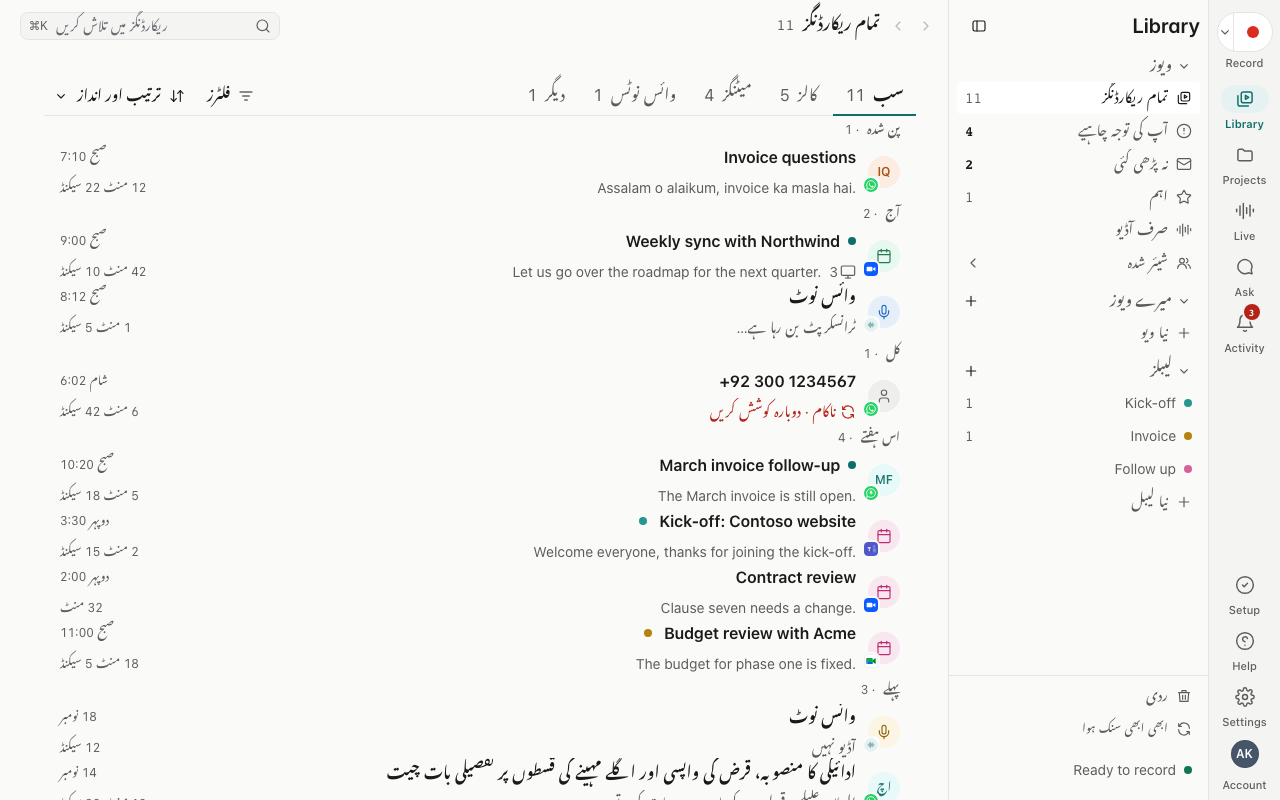 Record
Library
Projects
Live
Ask
3
Activity
Setup
Help
Settings
AK
Account
Library
ویوز
تمام ریکارڈنگز 11
آپ کی توجہ چاہیے 4
نہ پڑھی گئی 2
اہم 1
صرف آڈیو
شیئر شدہ
میرے ویوز
نیا ویو
لیبلز
Kick-off 1
Invoice 1
Follow up
نیا لیبل
ردی
ابھی ابھی سنک ہوا
Ready to record
تمام ریکارڈنگز 11
ریکارڈنگز میں تلاش کریں ⌘K
سب 11 کالز 5 میٹنگز 4 وائس نوٹس 1 دیگر 1
فلٹرز ترتیب اور انداز
پن شدہ · 1
IQ
Invoice questions صبح 7:10
Assalam o alaikum, invoice ka masla hai. 12 منٹ 22 سیکنڈ
آج · 2
Weekly sync with Northwind صبح 9:00
3 Let us go over the roadmap for the next quarter. 42 منٹ 10 سیکنڈ
وائس نوٹ صبح 8:12
ٹرانسکرپٹ بن رہا ہے... 1 منٹ 5 سیکنڈ
کل · 1
+92 300 1234567 شام 6:02
ناکام · دوبارہ کوشش کریں 6 منٹ 42 سیکنڈ
اس ہفتے · 4
MF
March invoice follow-up صبح 10:20
The March invoice is still open. 5 منٹ 18 سیکنڈ
Kick-off: Contoso website دوپہر 3:30
Welcome everyone, thanks for joining the kick-off. 2 منٹ 15 سیکنڈ
Contract review دوپہر 2:00
Clause seven needs a change. 32 منٹ
Budget review with Acme صبح 11:00
The budget for phase one is fixed. 18 منٹ 5 سیکنڈ
پہلے · 3
وائس نوٹ 18 نومبر
آڈیو نہیں 12 سیکنڈ
اچ
ادائیگی کا منصوبہ، قرض کی واپسی اور اگلے مہینے کی قسطوں پر تفصیلی بات چیت 14 نومبر